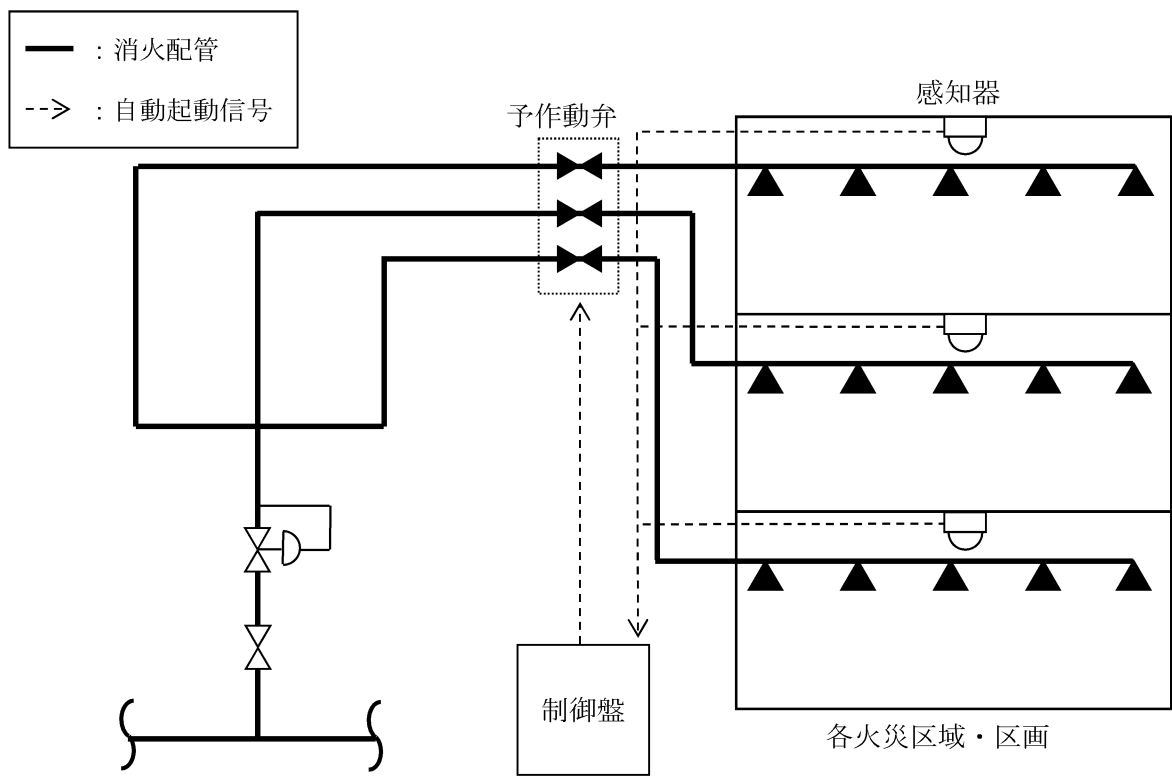 ：消火配管
：自動起動信号
感知器
予作動弁
制御盤
各火災区域・区画